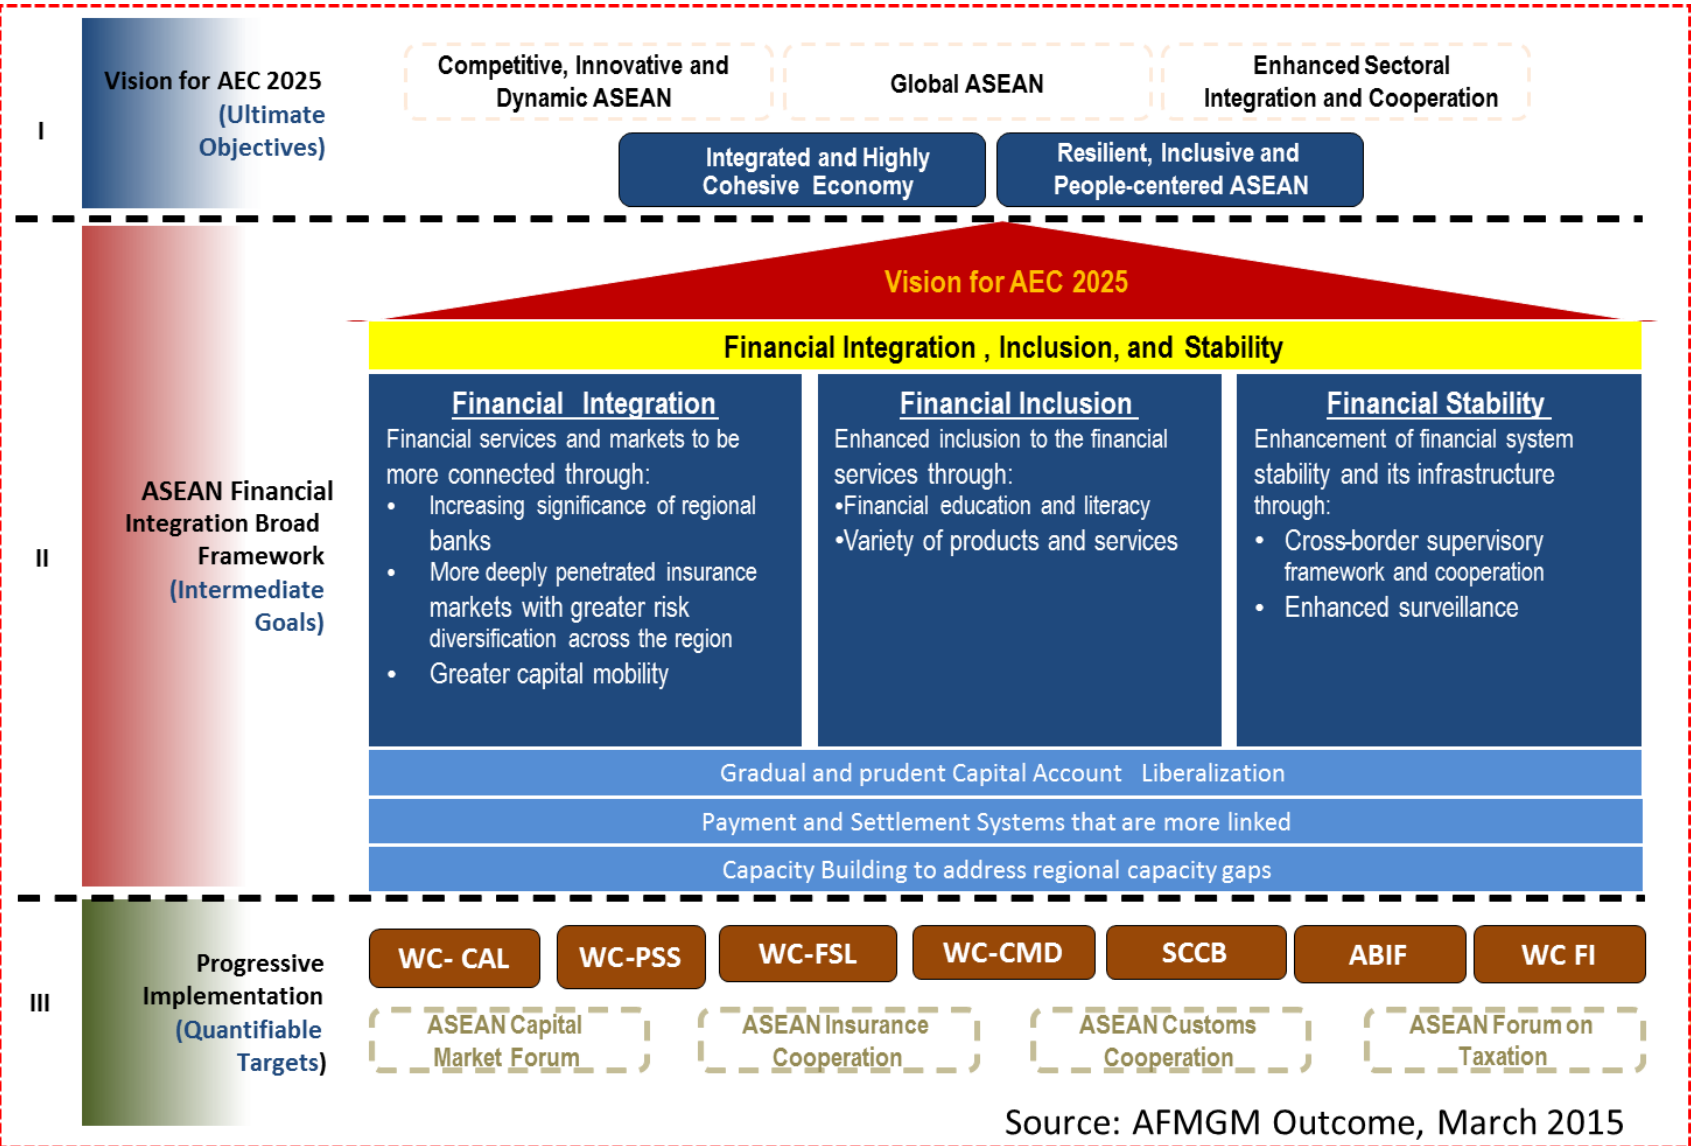 I
Vision for AEC 2025
(Ultimate
Objectives)
Competitive, Innovative and
Dynamic ASEAN
Global ASEAN
Enhanced Sectoral
Integration and Cooperation
Integrated and Highly
Cohesive Economy
Resilient, Inclusive and
People-centered ASEAN
II
ASEAN Financial
Integration Broad
Framework
(Intermediate
Goals)
Vision for AEC 2025
Financial Integration , Inclusion, and Stability
Financial Integration
Financial services and markets to be
more connected through:
• Increasing significance of regional
banks
• More deeply penetrated insurance
markets with greater risk
diversification across the region
• Greater capital mobility
Financial Inclusion
Enhanced inclusion to the financial
services through:
•Financial education and literacy
•Variety of products and services
Financial Stability
Enhancement of financial system
stability and its infrastructure
through:
• Cross-border supervisory
framework and cooperation
• Enhanced surveillance
Gradual and prudent Capital Account Liberalization
Payment and Settlement Systems that are more linked
Capacity Building to address regional capacity gaps
III
Progressive
Implementation
(Quantifiable
Targets)
WC- CAL
WC-PSS
WC-FSL
WC-CMD
SCCB
ABIF
WC FI
ASEAN Capital
Market Forum
ASEAN Insurance
Cooperation
ASEAN Customs
Cooperation
ASEAN Forum on
Taxation
Source: AFMGM Outcome, March 2015